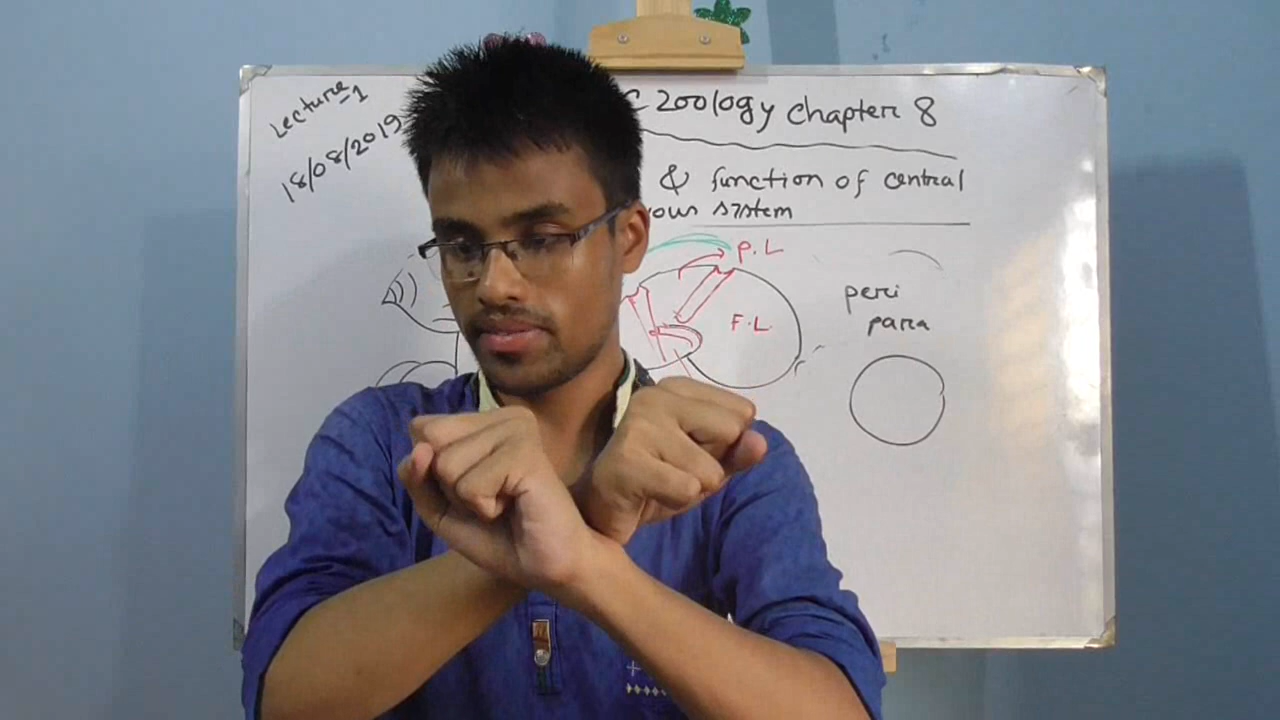 Lecture-1
18/08/2019
C Zoology Chapter 8
& function of central
vous system
P.L
F.L.
peri
para